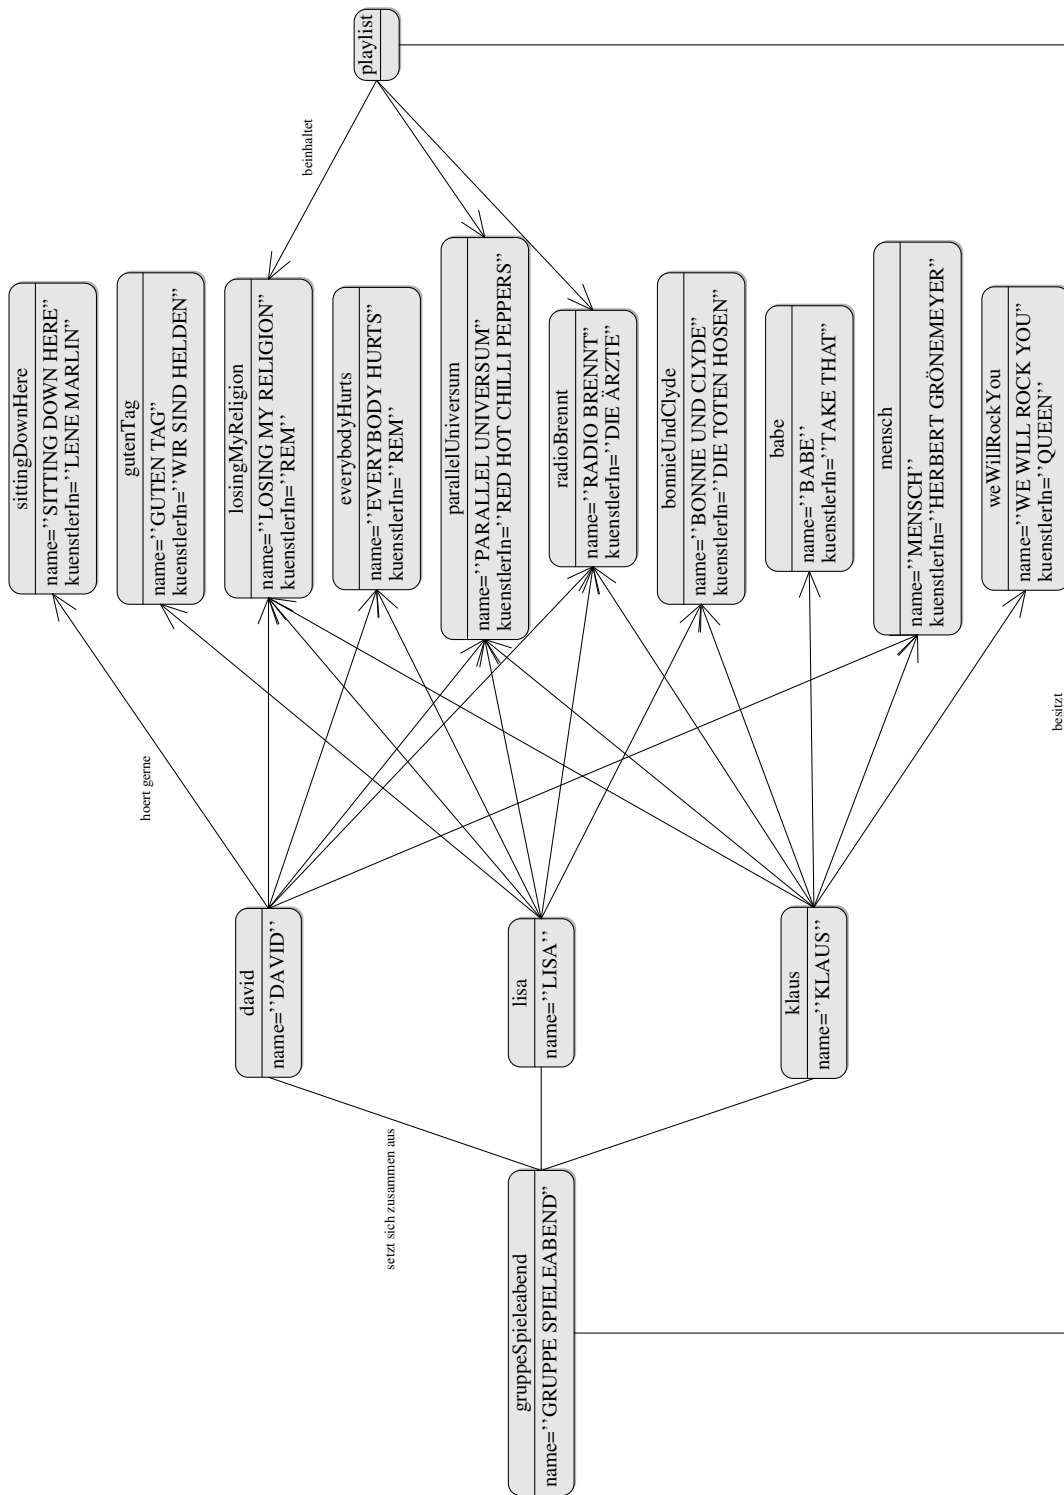 gruppeSpieleabend
name="GRUPPE SPIELEABEND"
setzt sich zusammen aus
david
name="DAVID"
lisa
name="LISA"
klaus
name="KLAUS"
hoert gerne
besitzt
sittingDownHere
name="SITTING DOWN HERE"
kuenstlerIn="LENE MARLIN"
gutenTag
name="GUTEN TAG"
kuenstlerIn="WIR SIND HELDEN"
losingMyReligion
name="LOSING MY RELIGION"
kuenstlerIn="REM"
everybodyHurts
name="EVERYBODY HURTS"
kuenstlerIn="REM"
parallelUniversum
name="PARALLEL UNIVERSUM"
kuenstlerIn="RED HOT CHILLI PEPPERS"
radioBrennt
name="RADIO BRENNT"
kuenstlerIn="DIE ÄRZTE"
bonnieUndClyde
name="BONNIE UND CLYDE"
kuenstlerIn="DIE TOTEN HOSEN"
babe
name="BABE"
kuenstlerIn="TAKE THAT"
mensch
name="MENSCH"
kuenstlerIn="HERBERT GRÖNEMEYER"
weWillRockYou
name="WE WILL ROCK YOU"
kuenstlerIn="QUEEN"
beinhaltet
playlist